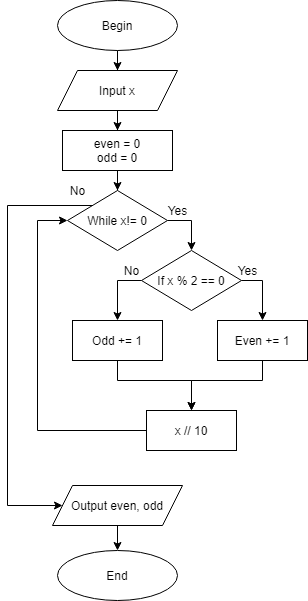 Begin
Input x
even = 0
odd = 0
No
While x!= 0
Yes
No
If x % 2 == 0
Yes
Odd += 1
Even += 1
x // 10
Output even, odd
End